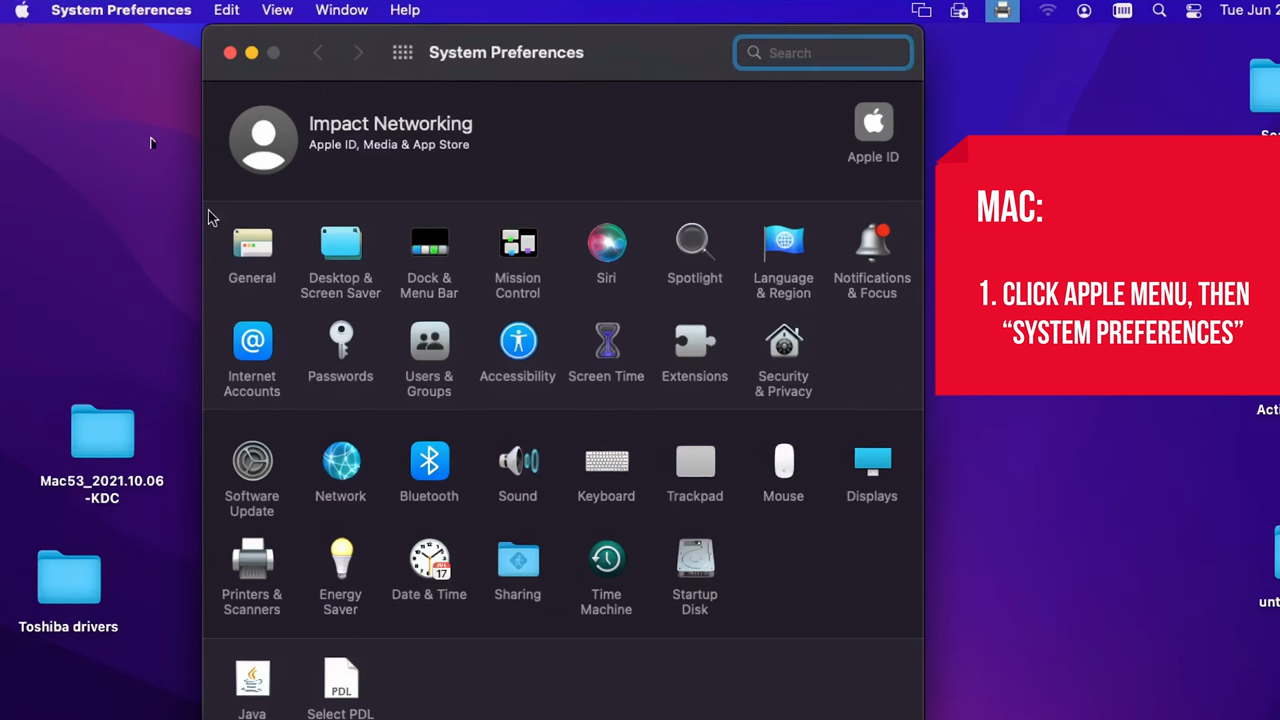 System Preferences Edit View Window Help Tue Jun
System Preferences
Search
Impact Networking
Apple ID, Media & App Store
Apple ID
General
Desktop &
Screen Saver
Dock &
Menu Bar
Mission
Control
Siri
Spotlight
Language
& Region
Notifications
& Focus
Internet
Accounts
Passwords
Users &
Groups
Accessibility
Screen Time
Extensions
Security
& Privacy
Software
Update
Network
Bluetooth
Sound
Keyboard
Trackpad
Mouse
Displays
Printers &
Scanners
Energy
Saver
JUL
17
Date & Time
Sharing
Time
Machine
Startup
Disk
Java
PDL
Select PDL
Mac53_2021.10.06
-KDC
Toshiba drivers
MAC:
1. CLICK APPLE MENU, THEN
“SYSTEM PREFERENCES”